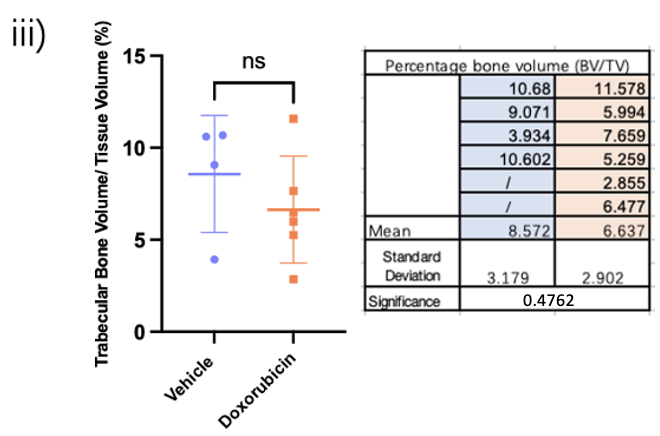 iii)
Trabecular Bone Volume/ Tissue Volume (%)
15
10
5
0
ns
Vehicle
Doxorubicin
Percentage bone volume (BV/TV)
10.68 11.578
9.071 5.994
3.934 7.659
10.602 5.259
/ 2.855
/ 6.477
Mean 8.572 6.637
Standard
Deviation 3.179 2.902
Significance 0.4762